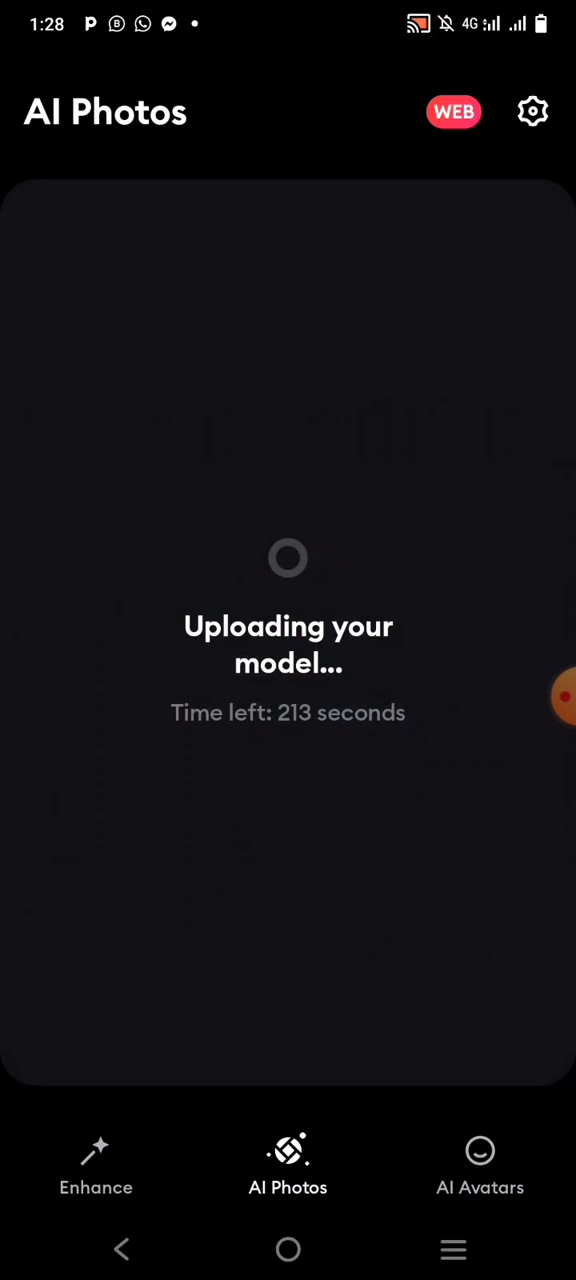 1:28
4G
AI Photos
WEB
Uploading your
model...
Time left: 213 seconds
Enhance
AI Photos
AI Avatars